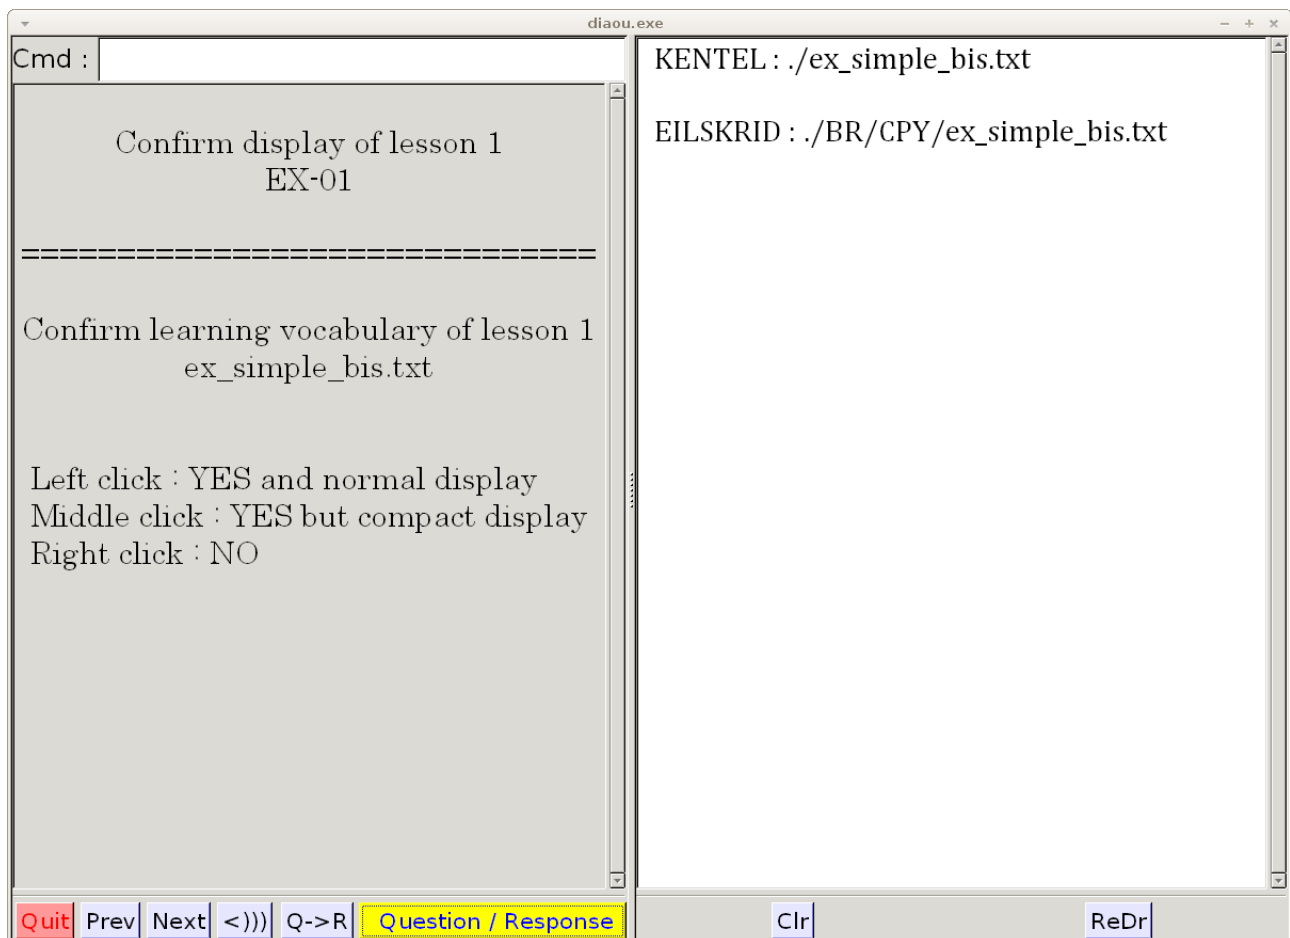 diaou.exe
Cmd :
Confirm display of lesson 1
EX-01
==============================
Confirm learning vocabulary of lesson 1
ex_simple_bis.txt
Left click : YES and normal display
Middle click : YES but compact display
Right click : NO
KENTEL : ./ex_simple_bis.txt
EILSKRID : ./BR/CPY/ex_simple_bis.txt
Quit Prev Next <))) Q->R Question / Response Clr ReDr